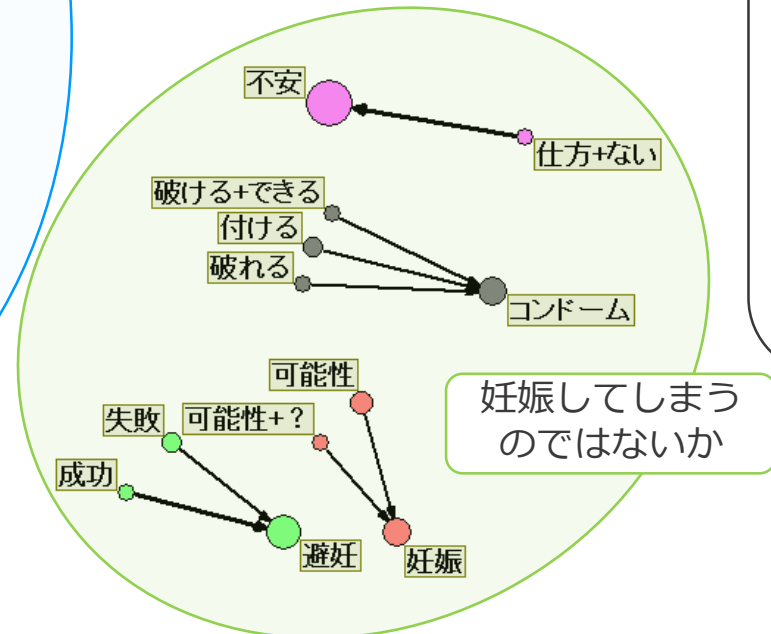 不安
仕方+ない
破ける+できる
付ける
破れる
コンドーム
可能性
失敗
可能性+？
成功
避妊
妊娠
妊娠してしまう
のではないか